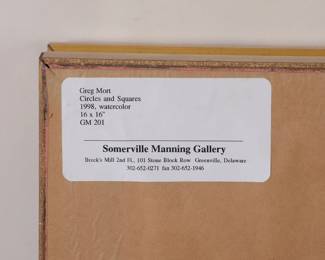 Greg Mort
Circles and Squares
1998, watercolor
16 x 16"
GM 201
Somerville Manning Gallery
Breck's Mill 2nd Fl., 101 Stone Block Row Greenville, Delaware
302-652-0271 fax 302-652-1946